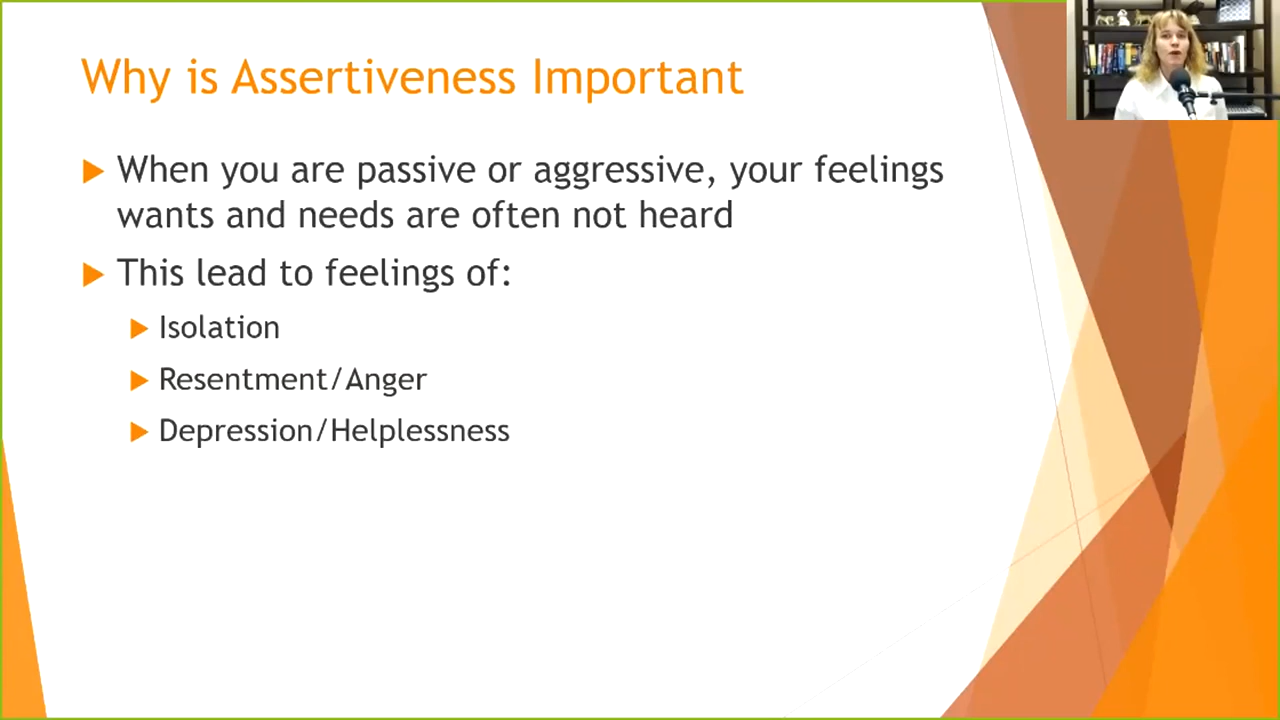 Why is Assertiveness Important
When you are passive or aggressive, your feelings
wants and needs are often not heard
This lead to feelings of:
Isolation
Resentment/Anger
Depression/Helplessness